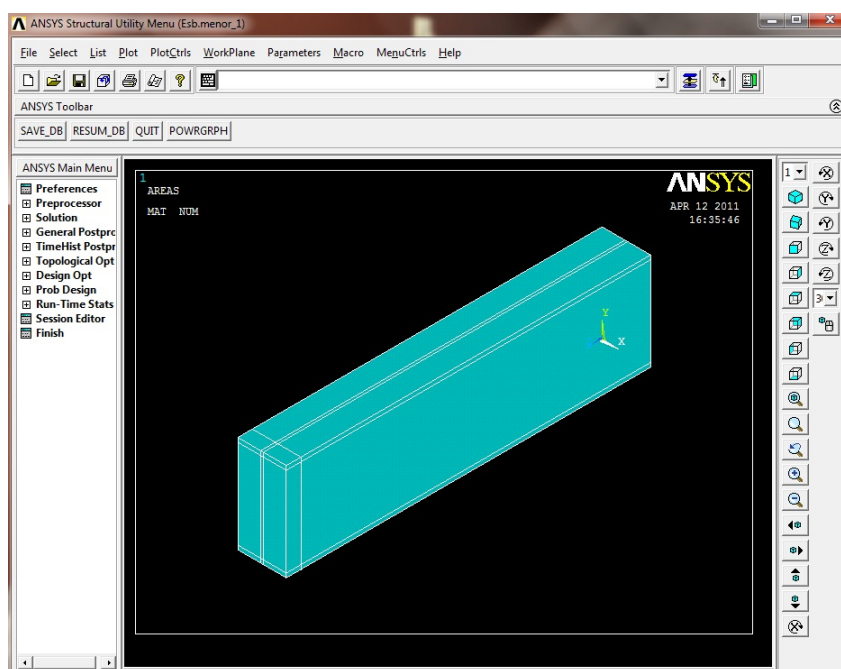 ANSYS Structural Utility Menu (Esb.menor_1)
File Select List Plot PlotCtrls WorkPlane Parameters Macro MenuCtrls Help
ANSYS Toolbar
SAVE_DB RESUM_DB QUIT POWRGRPH
ANSYS Main Menu
Preferences
Preprocessor
Solution
General Postproc
TimeHist Postpr
Topological Opt
Design Opt
Prob Design
Run-Time Stats
Session Editor
Finish
1
AREAS
MAT NUM
ANSYS
APR 12 2011
16:35:46
Y
X
1
X
Y
Y
Z
Z